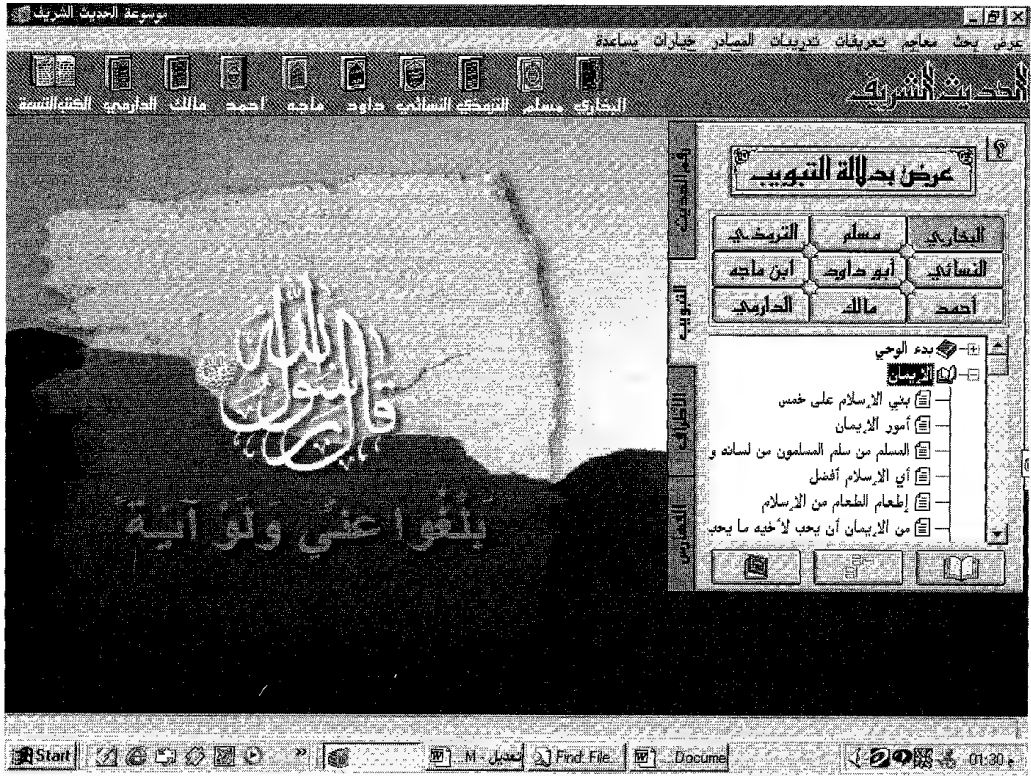 موسوعة الحديث الشريف
عرض بحث معاجم تعريفات تدريبات المصادر خيارات مساعدة
الحديث الشريف
البخاري مسلم الترمذي النسائي داود ماجه احمد مالك الدارمي الكتب التسعة
رقم الحديث
التبويب
الأطراف
الفهارس
عرض بدلالة التبويب
البخاري مسلم الترمذي
النسائي أبو داود ابن ماجه
أحمد مالك الدارمي
بدء الوحي
الإيمان
بني الإسلام على خمس
أمور الإيمان
المسلم من سلم المسلمون من لسانه و
أي الإسلام أفضل
إطعام الطعام من الإسلام
من الإيمان أن يحب لأخيه ما يحب
قال رسول الله
بلغوا عني ولو آية
Start
تعديل - M...
Find: File...
Docume...
01:30 م